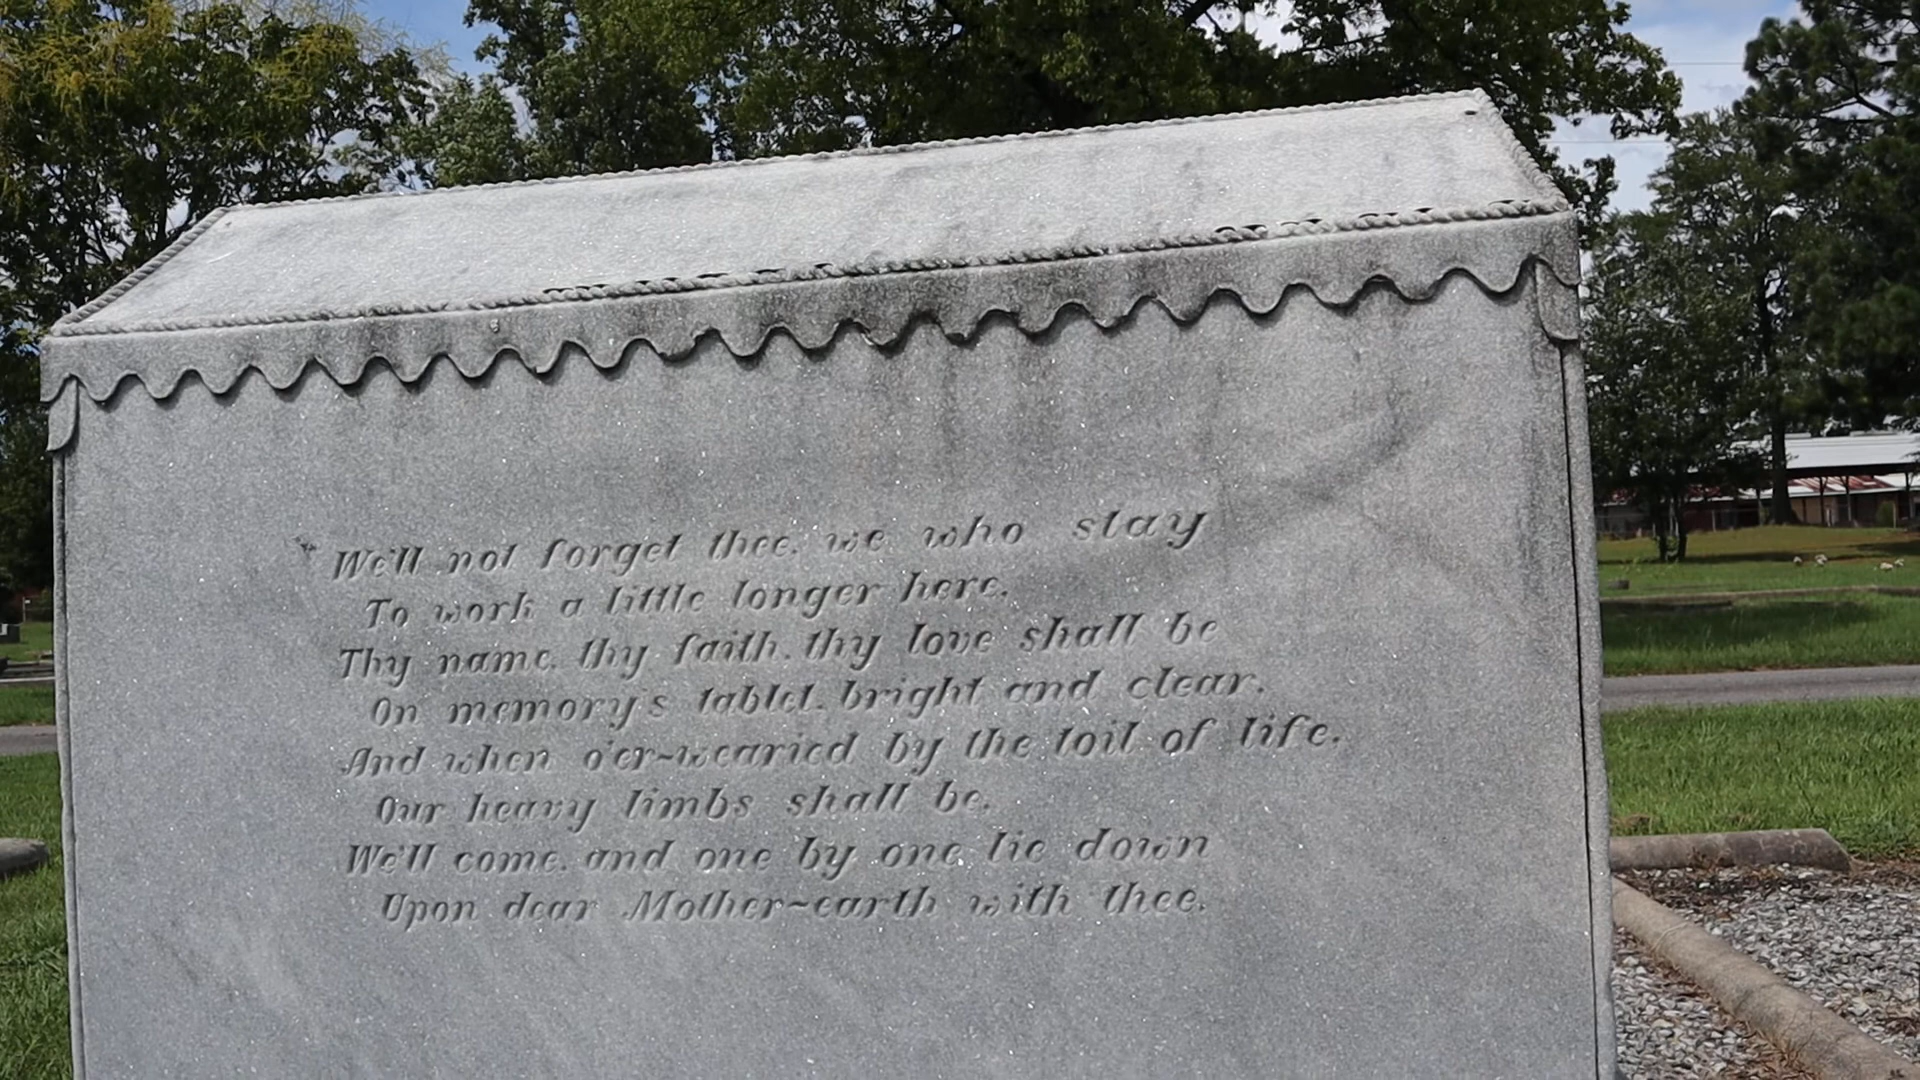 "We'll not forget thee, we who stay
To work a little longer here,
Thy name, thy faith, thy love shall be
On memory's tablet, bright and clear.
And when o'er-wearied by the toil of life,
Our heavy limbs shall be,
We'll come, and one by one lie down
Upon dear Mother-earth with thee.